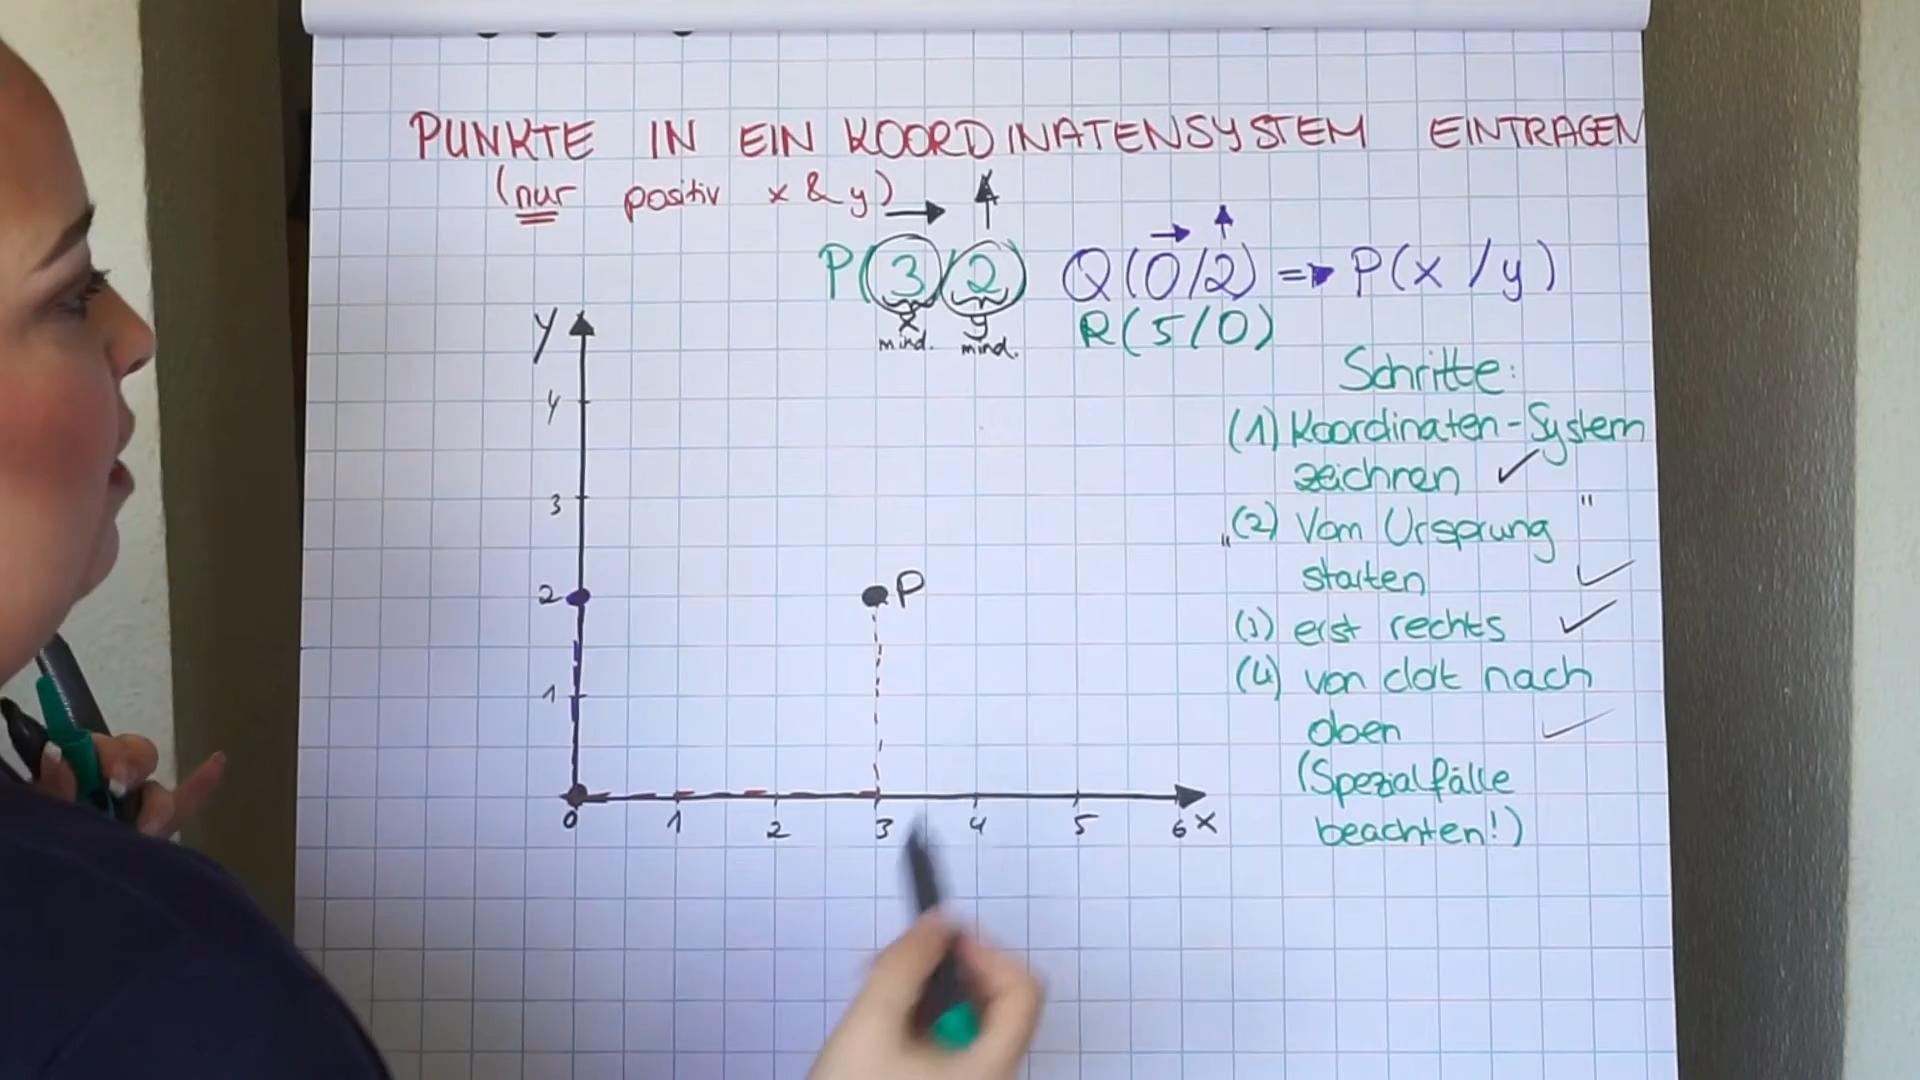 PUNKTE IN EIN KOORDINATENSYSTEM EINTRAGEN
(nur positiv x & y)
P(3/2) Q(0/2) => P(x/y)
x y
mind. mind.
R(5/0)
y
4
3
2
1
P
0 1 2 3 4 5 6 x
Schritte:
(1) Koordinaten-System
zeichnen ✓
„(2) Vom Ursprung "
starten ✓
(3) erst rechts ✓
(4) von dort nach
oben ✓
(Spezialfälle
beachten!)